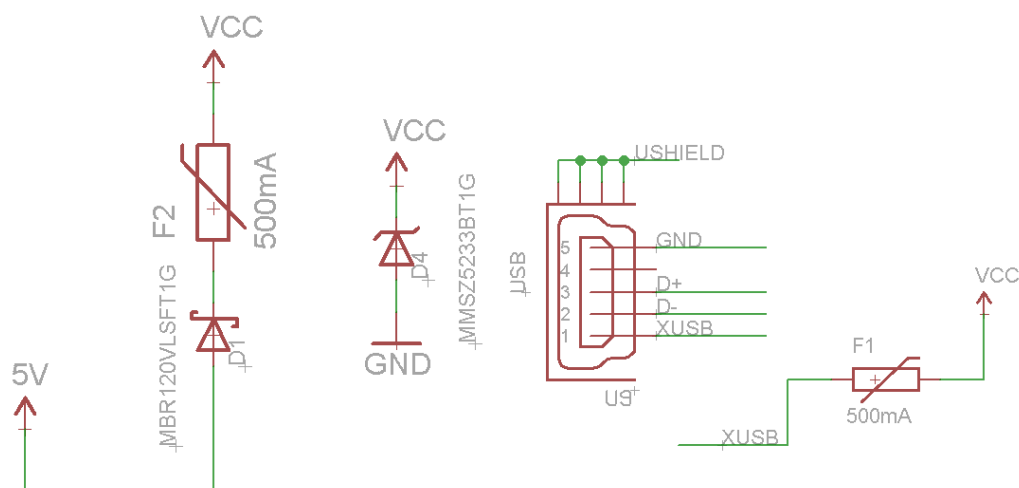 VCC
F2
500mA
MBR120VLSFT1G
D1
5V
VCC
D4
MMSZ5233BT1G
GND
USHIELD
USB
5
GND
4
3
D+
2
D-
1
XUSB
U9
VCC
F1
500mA
XUSB